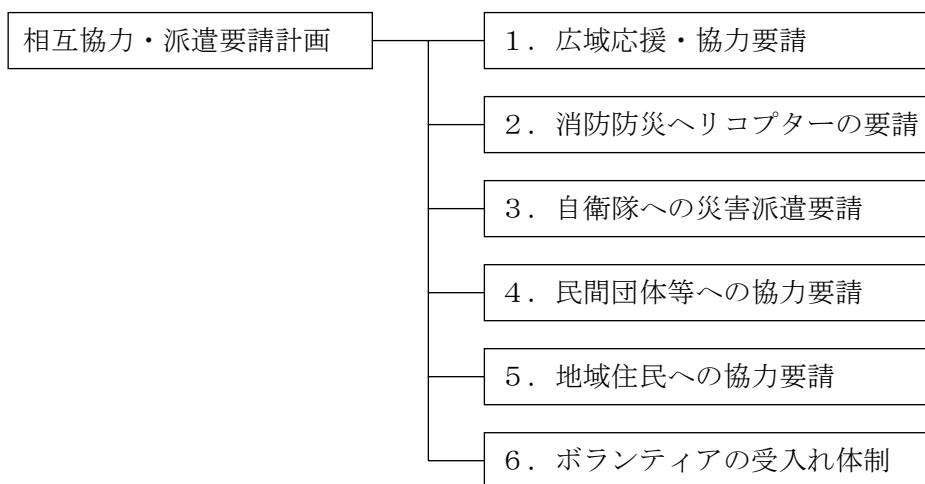 相互協力・派遣要請計画
１．広域応援・協力要請
２．消防防災ヘリコプターの要請
３．自衛隊への災害派遣要請
４．民間団体等への協力要請
５．地域住民への協力要請
６．ボランティアの受入れ体制